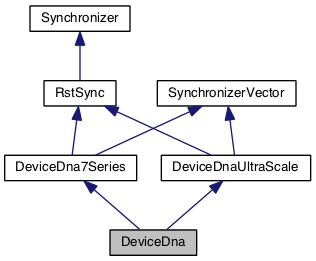 Synchronizer
RstSync
SynchronizerVector
DeviceDna7Series
DeviceDnaUltraScale
DeviceDna